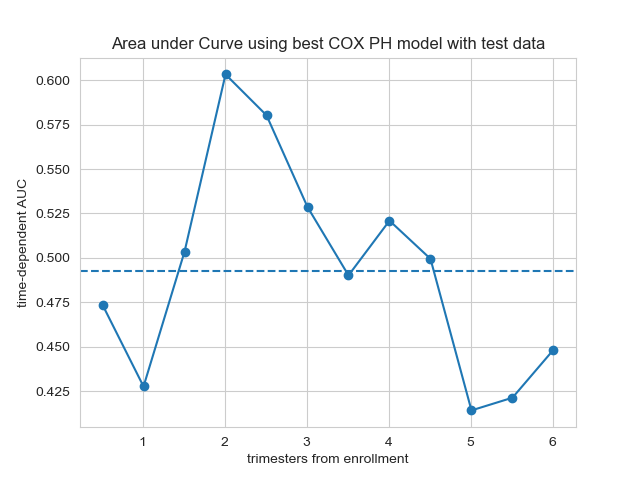 Area under Curve using best COX PH model with test data
0.600
0.575
0.550
0.525
0.500
0.475
0.450
0.425
time-dependent AUC
1 2 3 4 5 6
trimesters from enrollment